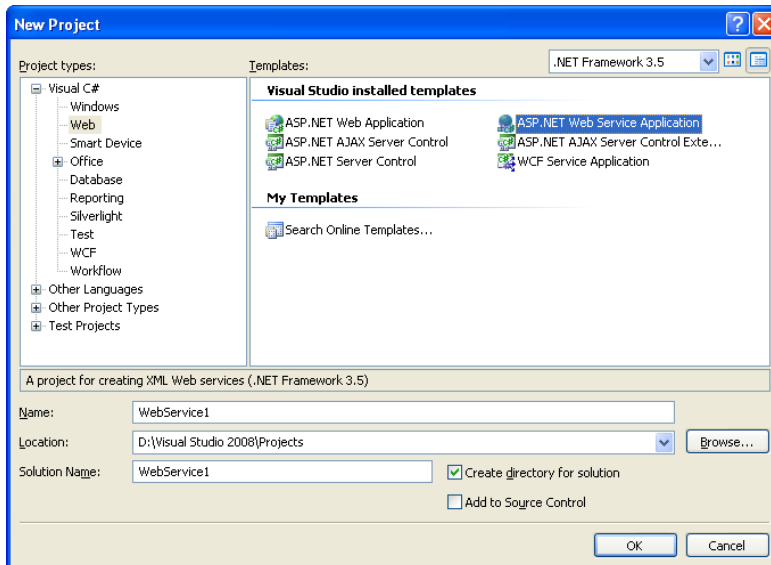 New Project
Project types:
Templates:
.NET Framework 3.5
Visual C#
Windows
Web
Smart Device
Office
Database
Reporting
Silverlight
Test
WCF
Workflow
Other Languages
Other Project Types
Test Projects
Visual Studio installed templates
ASP.NET Web Application
ASP.NET Web Service Application
ASP.NET AJAX Server Control
ASP.NET AJAX Server Control Exte...
ASP.NET Server Control
WCF Service Application
My Templates
Search Online Templates...
A project for creating XML Web services (.NET Framework 3.5)
Name:
WebService1
Location:
D:\Visual Studio 2008\Projects
Browse...
Solution Name:
WebService1
Create directory for solution
Add to Source Control
OK
Cancel